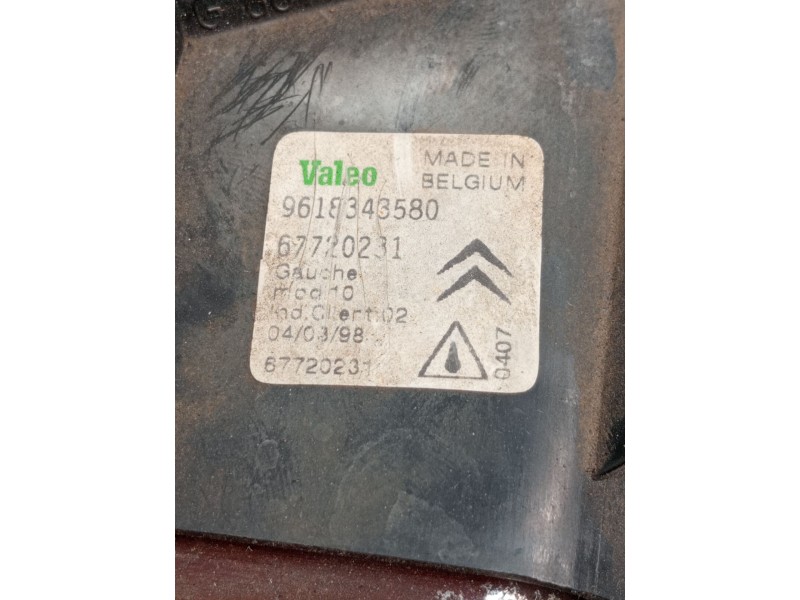 Valeo
MADE IN
BELGIUM
9618343580
67720231
Gauche
mod 10
Ind.Client:02
04/03/98
67720231
0407